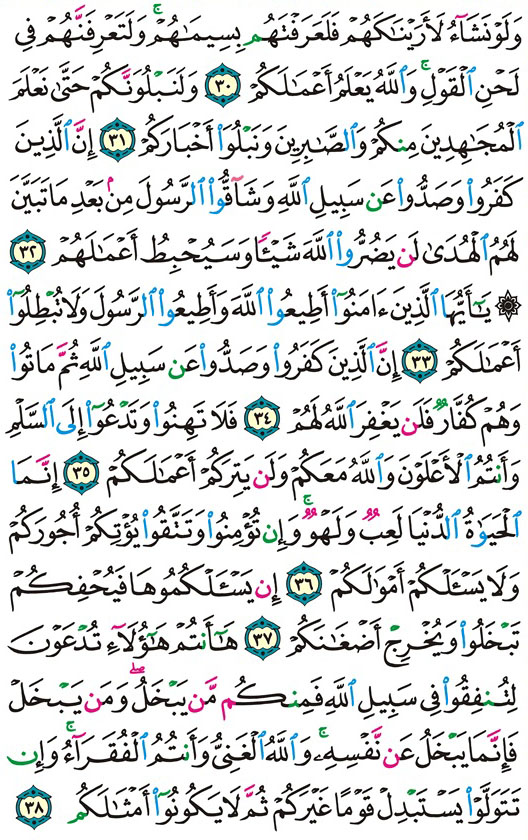 وَلَوْ نَشَآءُ لَأَرَيْنَٰكَهُمْ فَلَعَرَفْتَهُم بِسِيمَٰهُمْ ۚ وَلَتَعْرِفَنَّهُمْ فِى
لَحْنِ ٱلْقَوْلِ ۚ وَٱللَّهُ يَعْلَمُ أَعْمَٰلَكُمْ ٣٠ وَلَنَبْلُوَنَّكُمْ حَتَّىٰ نَعْلَمَ
ٱلْمُجَٰهِدِينَ مِنكُمْ وَٱلصَّٰبِرِينَ وَنَبْلُوَا۟ أَخْبَارَكُمْ ٣١ إِنَّ ٱلَّذِينَ
كَفَرُوا۟ وَصَدُّوا۟ عَن سَبِيلِ ٱللَّهِ وَشَآقُّوا۟ ٱلرَّسُولَ مِنۢ بَعْدِ مَا تَبَيَّنَ
لَهُمُ ٱلْهُدَىٰ لَن يَضُرُّوا۟ ٱللَّهَ شَيْـًٔا وَسَيُحْبِطُ أَعْمَٰلَهُمْ ٣٢
۞ يَٰٓأَيُّهَا ٱلَّذِينَ ءَامَنُوٓا۟ أَطِيعُوا۟ ٱللَّهَ وَأَطِيعُوا۟ ٱلرَّسُولَ وَلَا تُبْطِلُوٓا۟
أَعْمَٰلَكُمْ ٣٣ إِنَّ ٱلَّذِينَ كَفَرُوا۟ وَصَدُّوا۟ عَن سَبِيلِ ٱللَّهِ ثُمَّ مَاتُوا۟
وَهُمْ كُفَّارٌ فَلَن يَغْفِرَ ٱللَّهُ لَهُمْ ٣٤ فَلَا تَهِنُوا۟ وَتَدْعُوٓا۟ إِلَى ٱلسَّلْمِ
وَأَنتُمُ ٱلْأَعْلَوْنَ وَٱللَّهُ مَعَكُمْ وَلَن يَتِرَكُمْ أَعْمَٰلَكُمْ ٣٥ إِنَّمَا
ٱلْحَيَوٰةُ ٱلدُّنْيَا لَعِبٌ وَلَهْوٌ ۚ وَإِن تُؤْمِنُوا۟ وَتَتَّقُوا۟ يُؤْتِكُمْ أُجُورَكُمْ
وَلَا يَسْـَٔلْكُمْ أَمْوَٰلَكُمْ ٣٦ إِن يَسْـَٔلْكُمُوهَا فَيُحْفِكُمْ
تَبْخَلُوا۟ وَيُخْرِجْ أَضْغَٰنَكُمْ ٣٧ هَٰٓأَنتُمْ هَٰٓؤُلَآءِ تُدْعَوْنَ
لِتُنفِقُوا۟ فِى سَبِيلِ ٱللَّهِ فَمِنكُم مَّن يَبْخَلُ ۖ وَمَن يَبْخَلْ
فَإِنَّمَا يَبْخَلُ عَن نَّفْسِهِۦ ۚ وَٱللَّهُ ٱلْغَنِىُّ وَأَنتُمُ ٱلْفُقَرَآءُ ۚ وَإِن
تَتَوَلَّوْا۟ يَسْتَبْدِلْ قَوْمًا غَيْرَكُمْ ثُمَّ لَا يَكُونُوٓا۟ أَمْثَٰلَكُم ٣٨